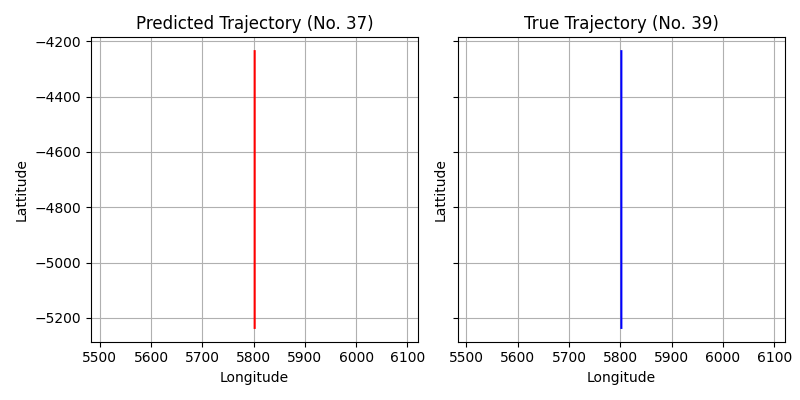 Predicted Trajectory (No. 37)
−4200
−4400
−4600
−4800
−5000
−5200
Lattitude
5500 5600 5700 5800 5900 6000 6100
Longitude
True Trajectory (No. 39)
Lattitude
5500 5600 5700 5800 5900 6000 6100
Longitude